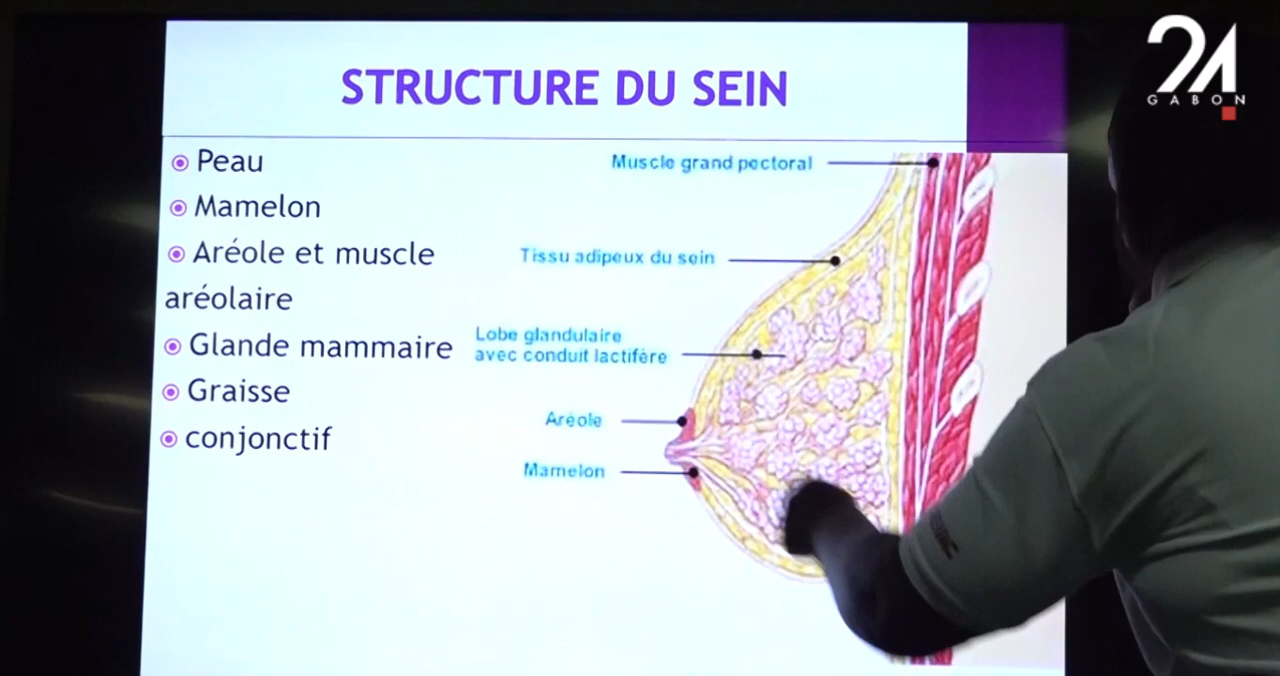 24
GABON
STRUCTURE DU SEIN
Peau
Mamelon
Aréole et muscle
aréolaire
Glande mammaire
Graisse
conjonctif
Muscle grand pectoral
Tissu adipeux du sein
Lobe glandulaire
avec conduit lactifère
Aréole
Mamelon